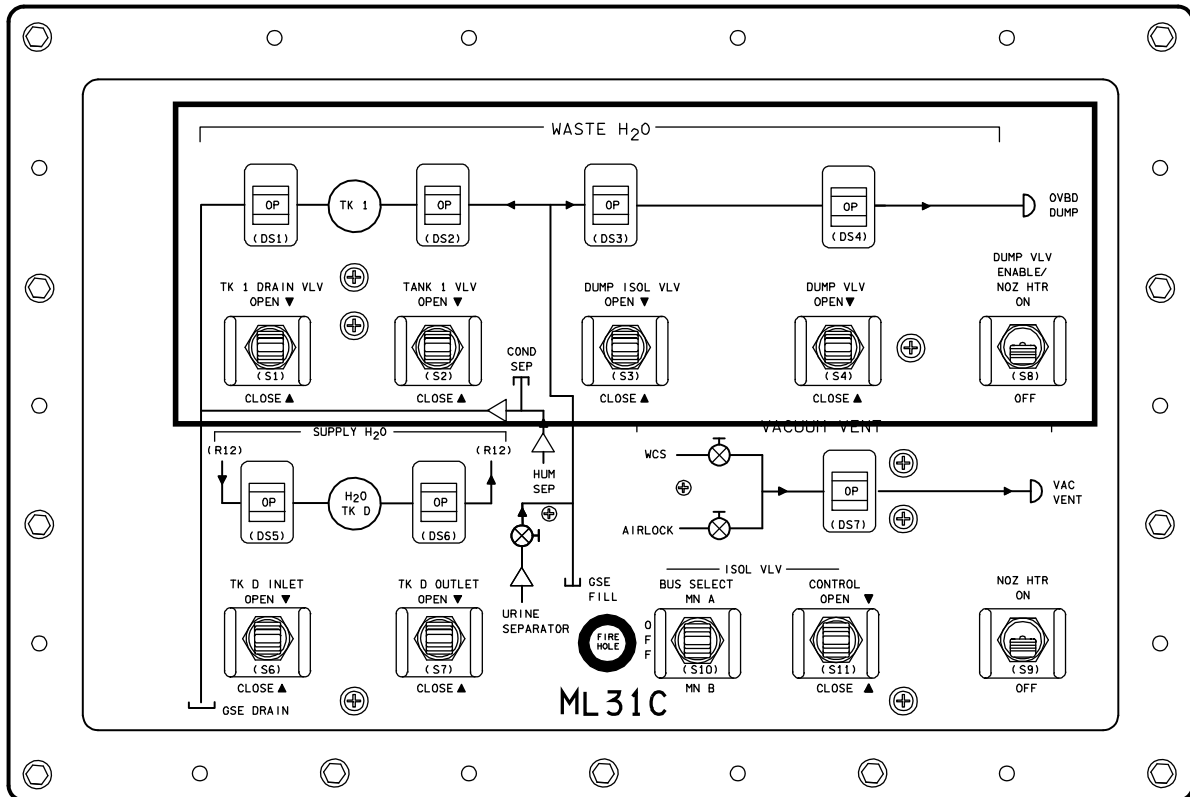 WASTE H₂O
OP
TK 1
OP
OP
OP
OVBD
DUMP
(DS1)
(DS2)
(DS3)
(DS4)
TK 1 DRAIN VLV
OPEN ▼
TANK 1 VLV
OPEN ▼
DUMP ISOL VLV
OPEN ▼
DUMP VLV
OPEN ▼
DUMP VLV
ENABLE/
NOZ HTR
ON
(S1)
(S2)
COND
SEP
(S3)
(S4)
(S8)
CLOSE ▲
CLOSE ▲
CLOSE ▲
CLOSE ▲
OFF
SUPPLY H₂O
VACUUM VENT
(R12)
(R12)
OP
H₂O
TK D
OP
(DS5)
(DS6)
HUM
SEP
WCS
AIRLOCK
OP
(DS7)
VAC
VENT
TK D INLET
OPEN ▼
TK D OUTLET
OPEN ▼
URINE
SEPARATOR
GSE
FILL
ISOL VLV
BUS SELECT
MN A
CONTROL
OPEN ▼
NOZ HTR
ON
FIRE
HOLE
OFF
(S6)
(S7)
(S10)
(S11)
(S9)
CLOSE ▲
CLOSE ▲
MN B
CLOSE ▲
OFF
GSE DRAIN
ML31C